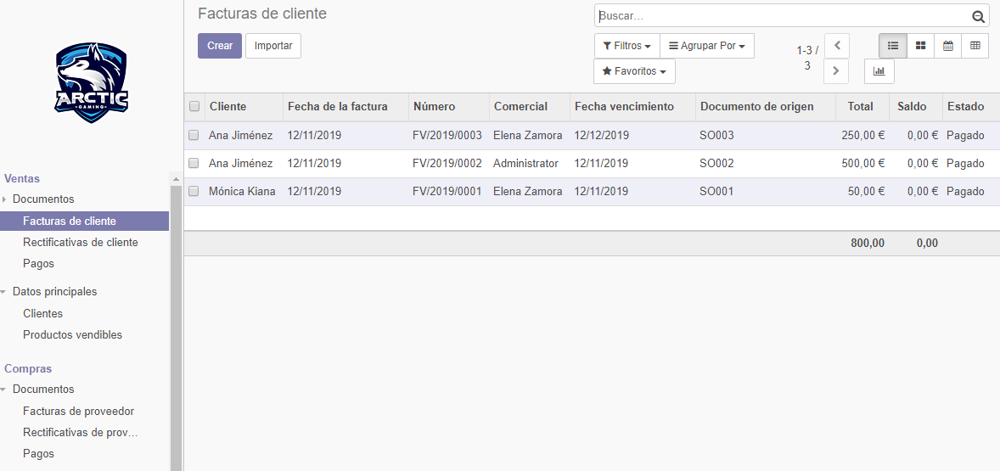 Facturas de cliente
Buscar...
Crear Importar
Filtros Agrupar Por
1-3 / 3
Favoritos
ARCTIC
GAMING
Cliente Fecha de la factura Número Comercial Fecha vencimiento Documento de origen Total Saldo Estado
Ana Jiménez 12/11/2019 FV/2019/0003 Elena Zamora 12/12/2019 SO003 250,00 € 0,00 € Pagado
Ana Jiménez 12/11/2019 FV/2019/0002 Administrator 12/11/2019 SO002 500,00 € 0,00 € Pagado
Mónica Kiana 12/11/2019 FV/2019/0001 Elena Zamora 12/11/2019 SO001 50,00 € 0,00 € Pagado
800,00 0,00
Ventas
Documentos
Facturas de cliente
Rectificativas de cliente
Pagos
Datos principales
Clientes
Productos vendibles
Compras
Documentos
Facturas de proveedor
Rectificativas de prov...
Pagos